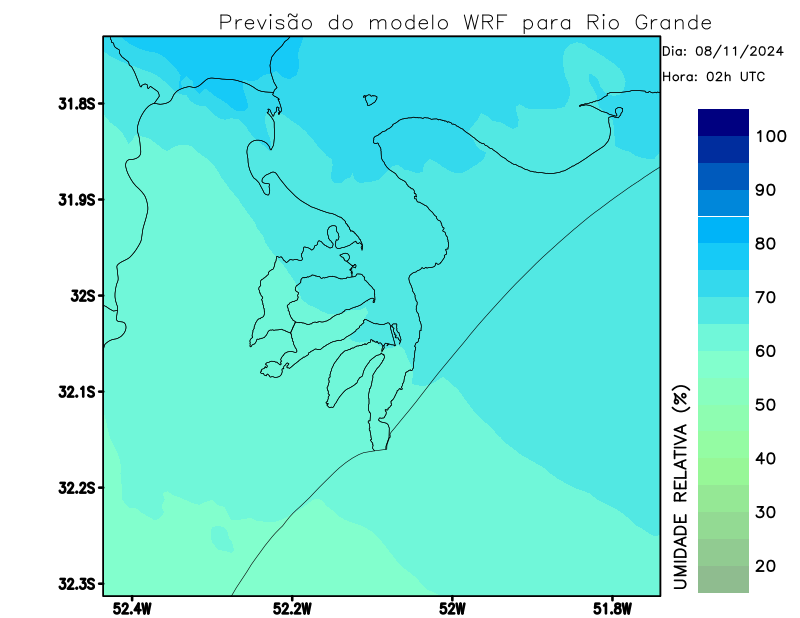 Previsão do modelo WRF para Rio Grande
Dia: 08/11/2024
Hora: 02h UTC
31.8S
31.9S
32S
32.1S
32.2S
32.3S
52.4W
52.2W
52W
51.8W
100
90
80
70
60
50
40
30
20
UMIDADE RELATIVA (%)